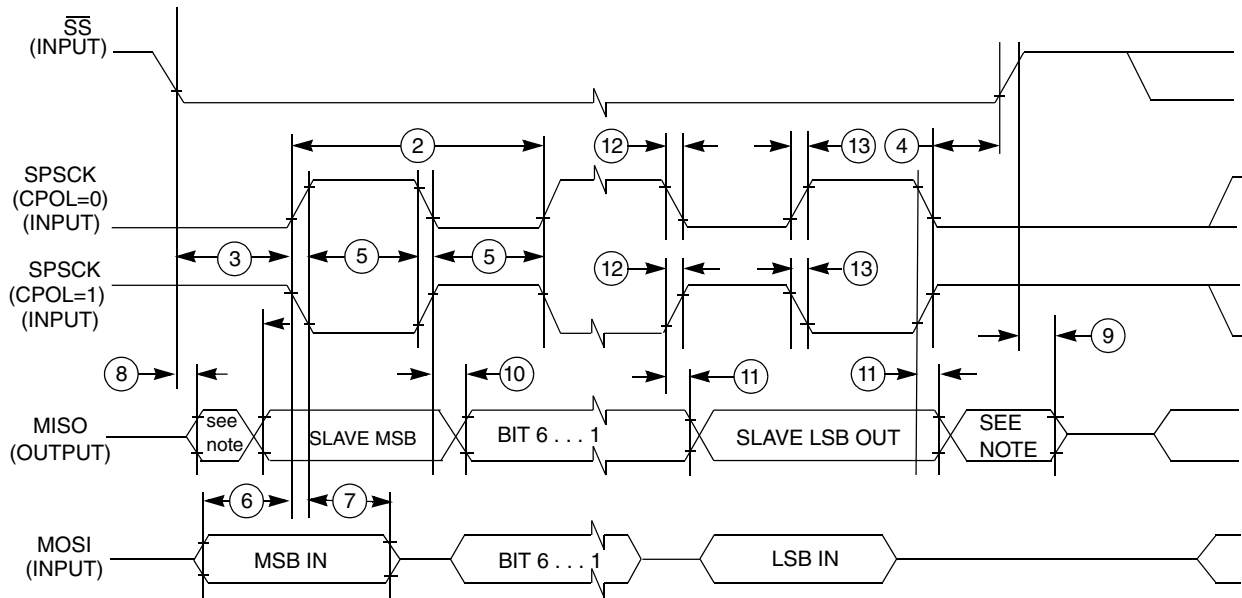 SS
(INPUT)
2
12
13
4
SPSCK
(CPOL=0)
(INPUT)
3
5
5
12
13
SPSCK
(CPOL=1)
(INPUT)
8
10
11
11
9
MISO
(OUTPUT)
see
note
SLAVE MSB
BIT 6 . . . 1
SLAVE LSB OUT
SEE
NOTE
6
7
MOSI
(INPUT)
MSB IN
BIT 6 . . . 1
LSB IN